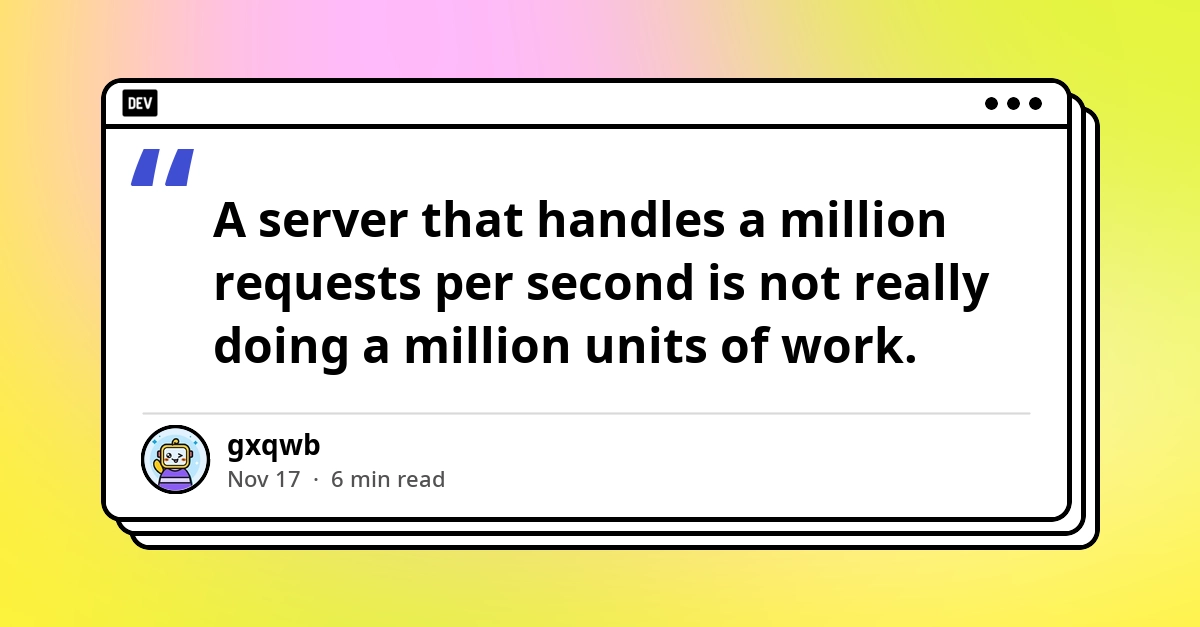 DEV
“
A server that handles a million
requests per second is not really
doing a million units of work.
gxqwb
Nov 17 · 6 min read